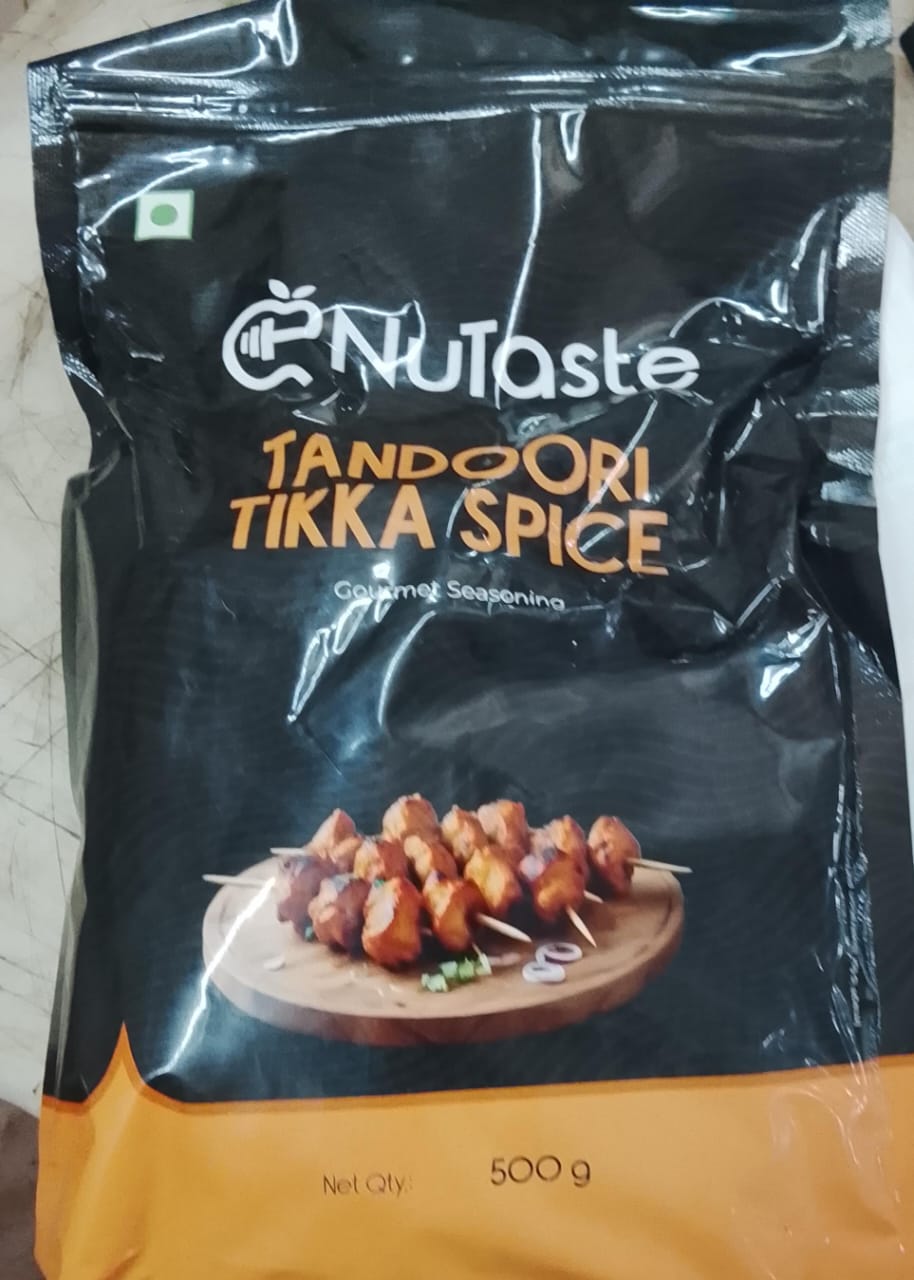 NuTaste
TANDOORI
TIKKA SPICE
Gourmet Seasoning
Net Qty.: 500 g